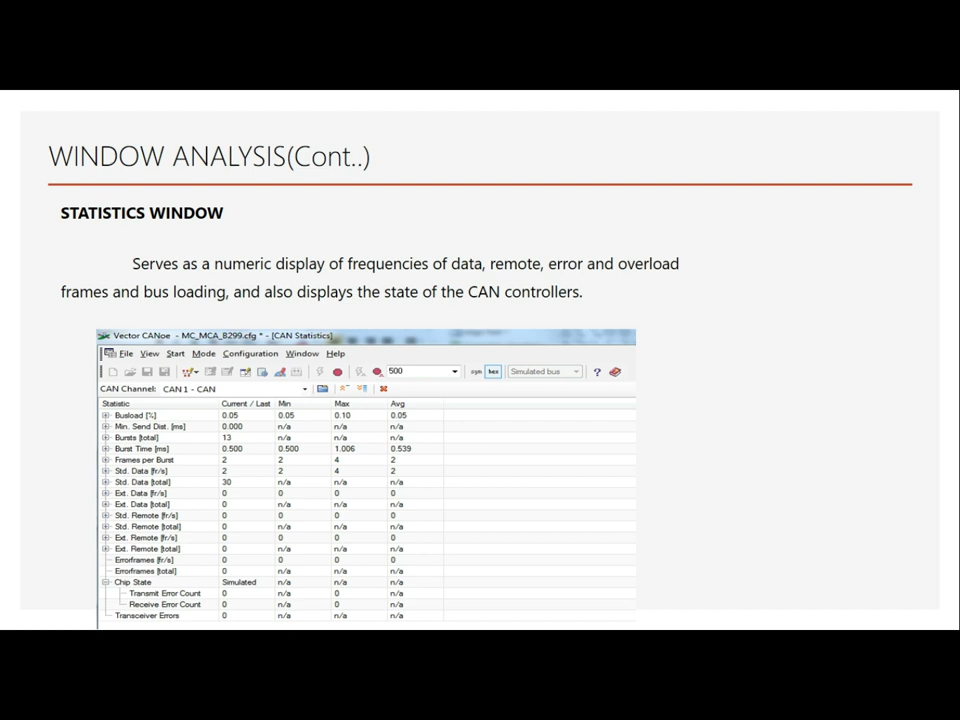 WINDOW ANALYSIS(Cont..)
STATISTICS WINDOW
Serves as a numeric display of frequencies of data, remote, error and overload
frames and bus loading, and also displays the state of the CAN controllers.
Vector CANoe - MC_MCA_B299.cfg * - [CAN Statistics]
File View Start Mode Configuration Window Help
500 sym hex Simulated bus ?
CAN Channel: CAN 1 - CAN
Statistic Current / Last Min Max Avg
Busload [%] 0.05 0.05 0.10 0.05
Min. Send Dist. [ms] 0.000 n/a n/a n/a
Bursts [total] 13 n/a n/a n/a
Burst Time [ms] 0.500 0.500 1.006 0.539
Frames per Burst 2 2 4 2
Std. Data [fr/s] 2 2 4 2
Std. Data [total] 30 n/a n/a n/a
Ext. Data [fr/s] 0 0 0 0
Ext. Data [total] 0 n/a n/a n/a
Std. Remote [fr/s] 0 0 0 0
Std. Remote [total] 0 n/a n/a n/a
Ext. Remote [fr/s] 0 0 0 0
Ext. Remote [total] 0 n/a n/a n/a
Errorframes [fr/s] 0 0 0 0
Errorframes [total] 0 n/a n/a n/a
Chip State Simulated n/a n/a n/a
Transmit Error Count 0 n/a 0 n/a
Receive Error Count 0 n/a 0 n/a
Transceiver Errors 0 n/a n/a n/a